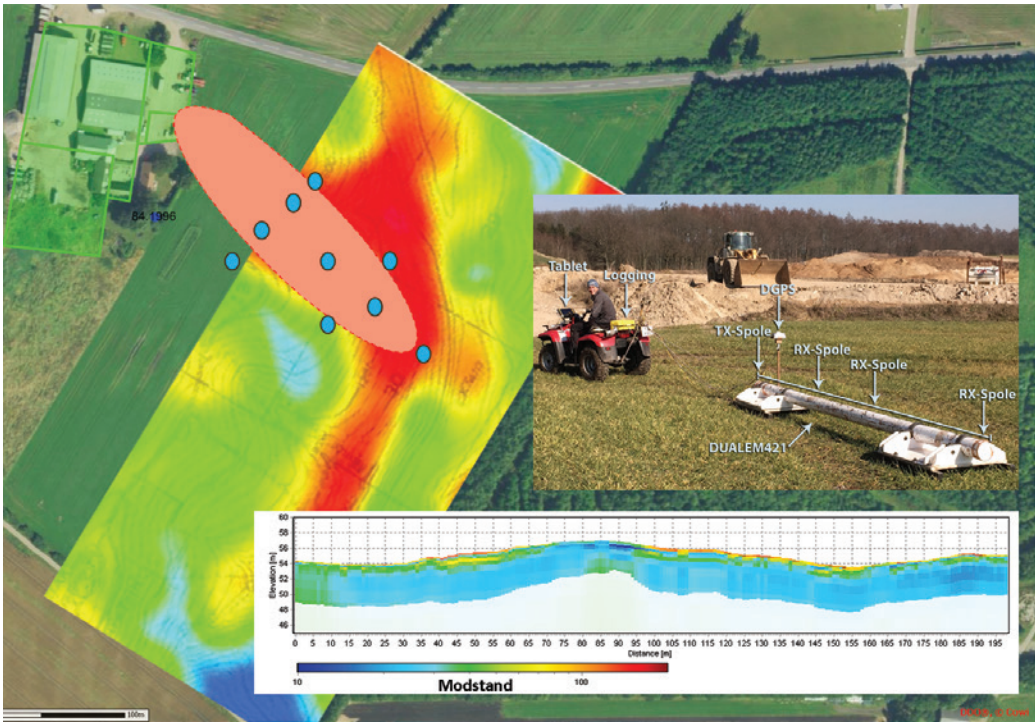 84.1996
Tablet
Logging
DGPS
TX-Spole
RX-Spole
RX-Spole
RX-Spole
DUALEM421
60
58
56
54
52
50
48
46
Elevation [m]
0 5 10 15 20 25 30 35 40 45 50 55 60 65 70 75 80 85 90 95 100 105 110 115 120 125 130 135 140 145 150 155 160 165 170 175 180 185 190 195
Distance [m]
10 100
Modstand
100m